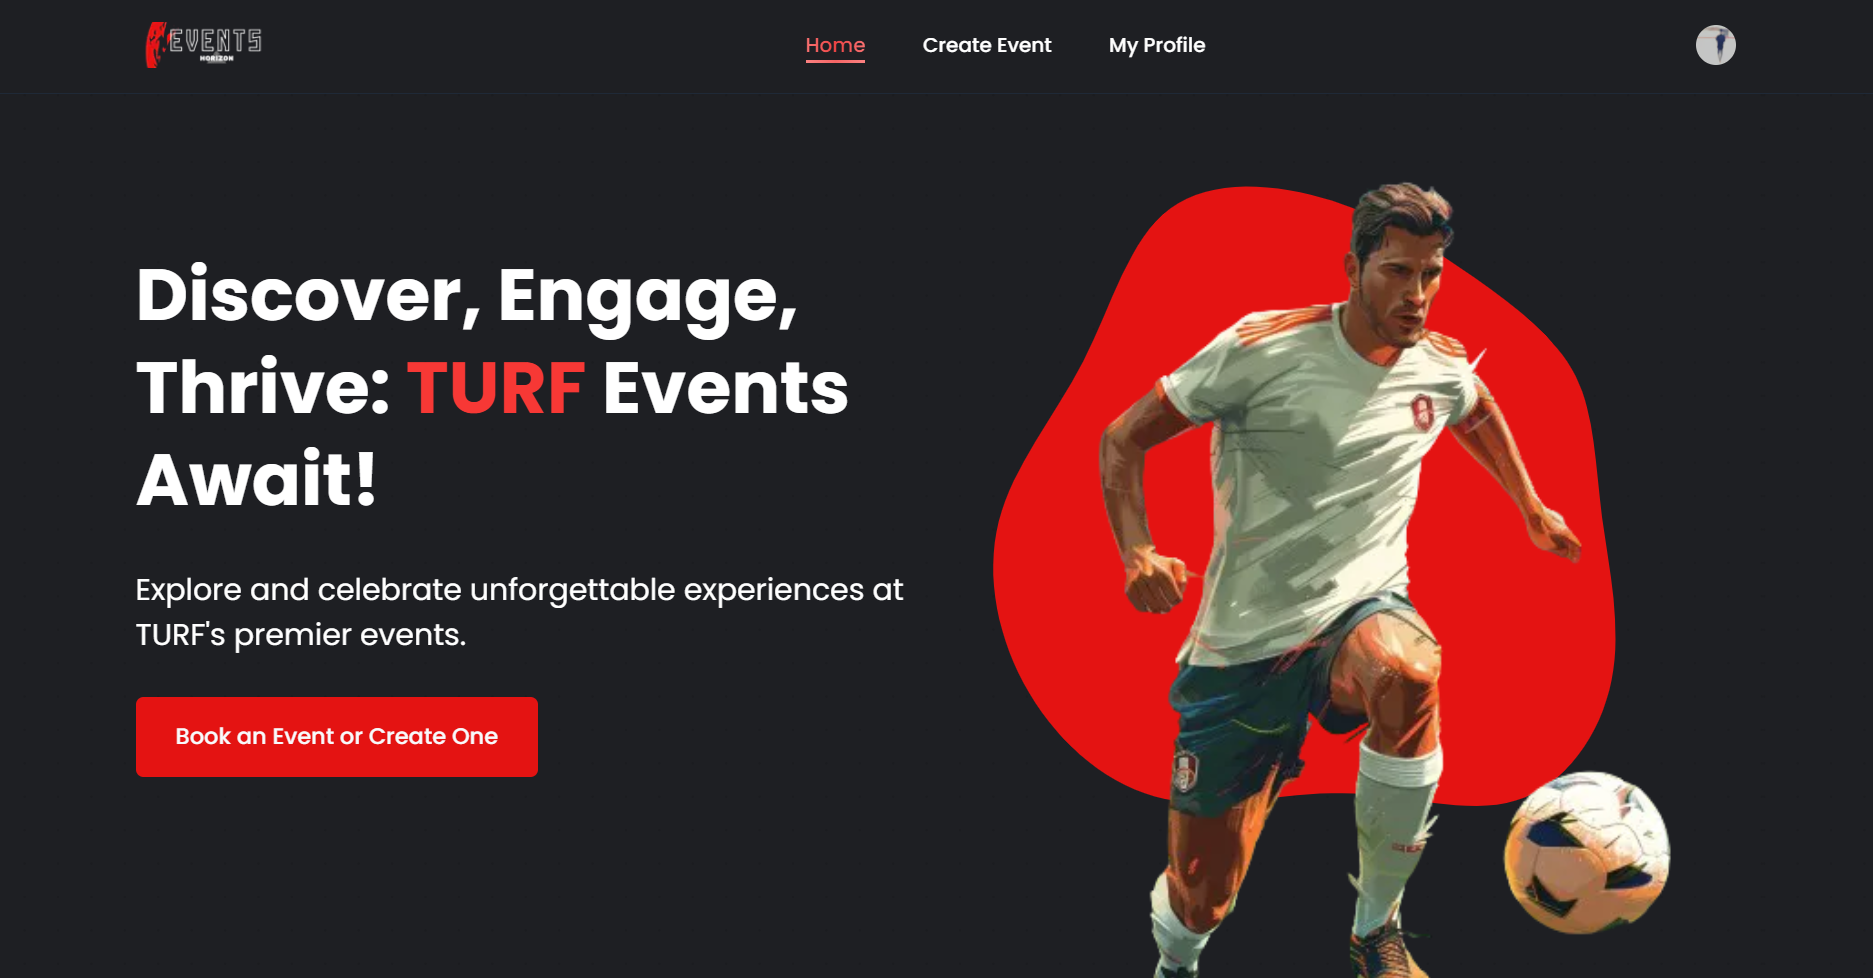 EVENTS
HORIZON
Home
Create Event
My Profile
Discover, Engage,
Thrive: TURF Events
Await!
Explore and celebrate unforgettable experiences at
TURF's premier events.
Book an Event or Create One